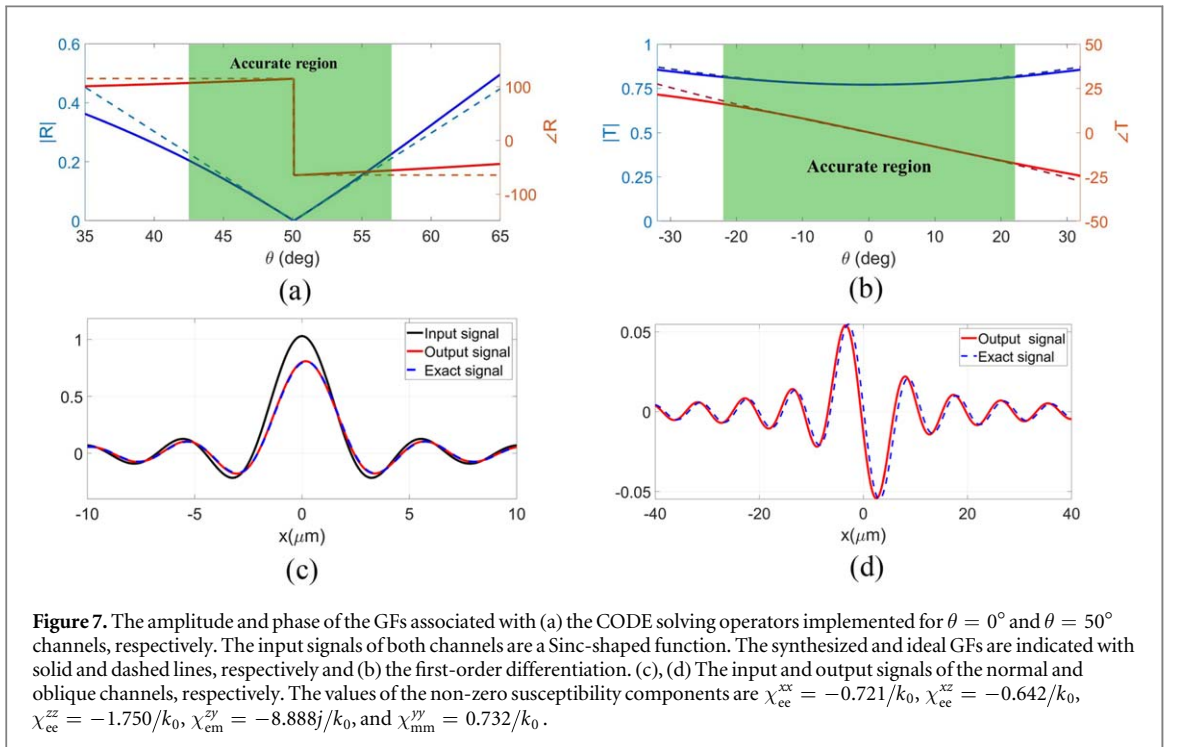 0.6
0.4
0.2
0
|R|
Accurate region
100
0
-100
∠R
35 40 45 50 55 60 65
θ (deg)
(a)
1
0.75
0.5
0.25
0
|T|
Accurate region
50
25
0
-25
-50
∠T
-30 -20 -10 0 10 20 30
θ (deg)
(b)
1
0.5
0
Input signal
Output signal
Exact signal
-10 -5 0 5 10
x(μm)
(c)
0.05
0
-0.05
Output signal
Exact signal
-40 -20 0 20 40
x(μm)
(d)
Figure 7. The amplitude and phase of the GFs associated with (a) the CODE solving operators implemented for θ = 0° and θ = 50°
channels, respectively. The input signals of both channels are a Sinc-shaped function. The synthesized and ideal GFs are indicated with
solid and dashed lines, respectively and (b) the first-order differentiation. (c), (d) The input and output signals of the normal and
oblique channels, respectively. The values of the non-zero susceptibility components are χ_ee^xx = −0.721/k₀, χ_ee^xz = −0.642/k₀,
χ_ee^zz = −1.750/k₀, χ_em^zy = −8.888j/k₀, and χ_mm^yy = 0.732/k₀ .